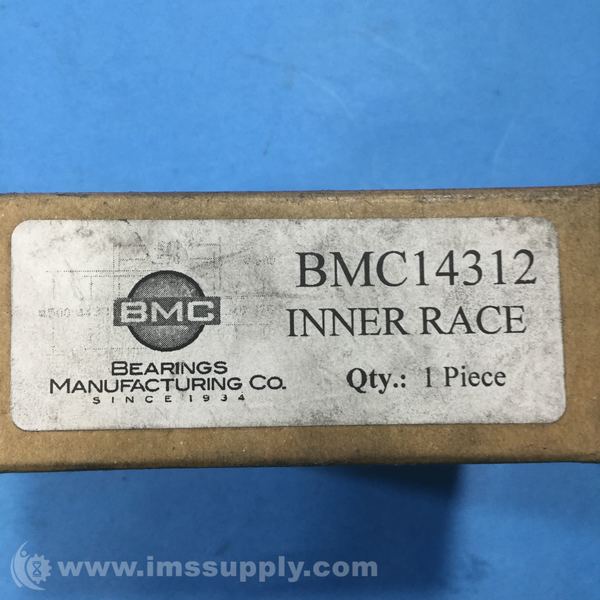 BMC14312
INNER RACE
Qty.: 1 Piece
BMC
BEARINGS
MANUFACTURING CO.
SINCE 1934
www.imssupply.com